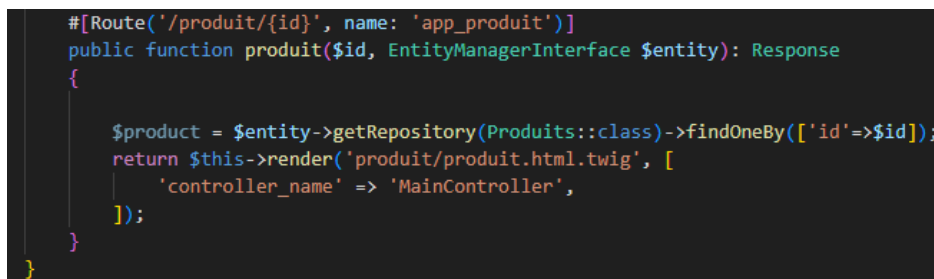 #[Route('/produit/{id}', name: 'app_produit')]
public function produit($id, EntityManagerInterface $entity): Response
{
$product = $entity->getRepository(Produits::class)->findOneBy(['id'=>$id]);
return $this->render('produit/produit.html.twig', [
'controller_name' => 'MainController',
]);
}
}